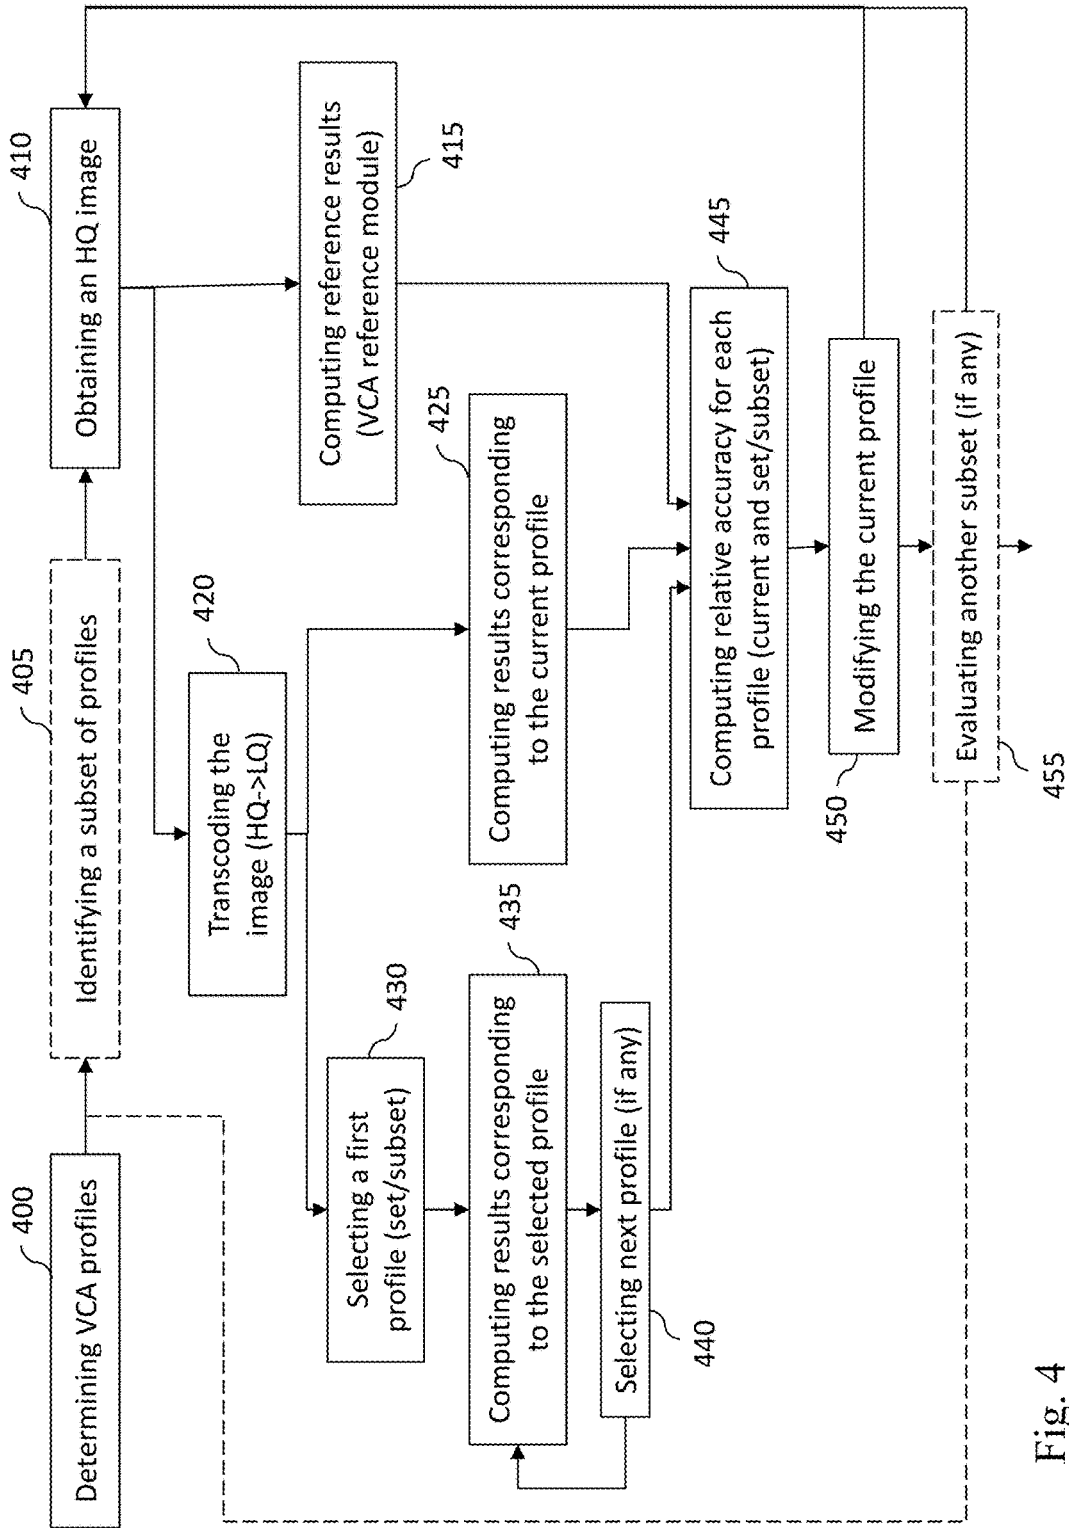 400
Determining VCA profiles
405
Identifying a subset of profiles
410
Obtaining an HQ image
420
Transcoding the
image (HQ->LQ)
Computing reference results
(VCA reference module)
415
430
Selecting a first
profile (set/subset)
425
Computing results corresponding
to the current profile
435
Computing results corresponding
to the selected profile
Selecting next profile (if any)
440
445
Computing relative accuracy for each
profile (current and set/subset)
Modifying the current profile
450
Evaluating another subset (if any)
455
Fig. 4